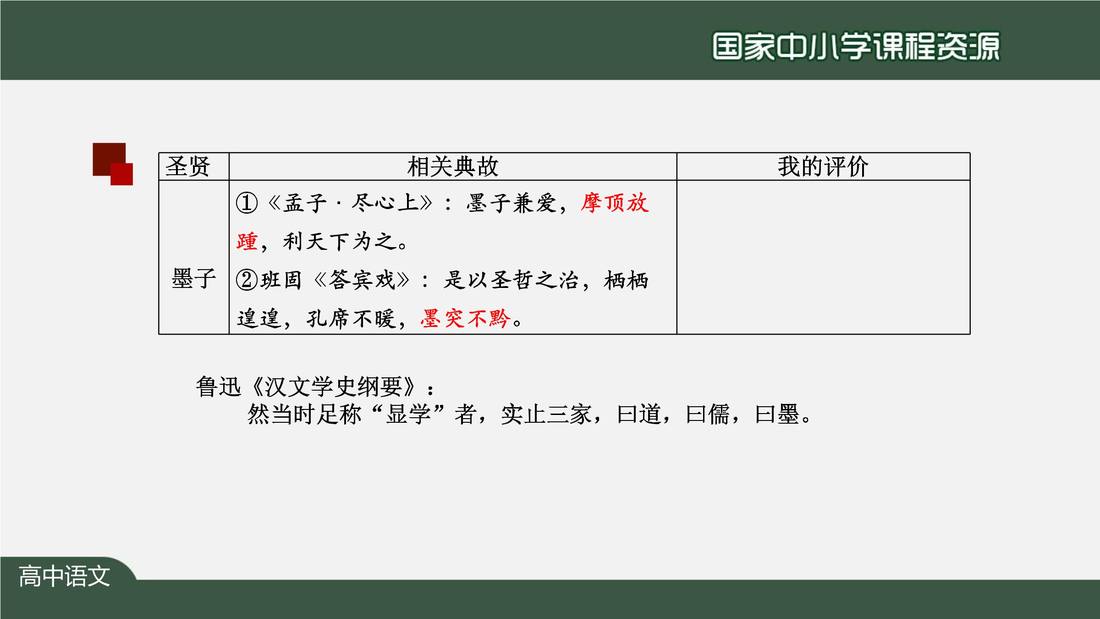 国家中小学课程资源
圣贤 相关典故 我的评价
①《孟子·尽心上》：墨子兼爱，摩顶放
踵，利天下为之。
墨子 ②班固《答宾戏》：是以圣哲之治，栖栖
遑遑，孔席不暖，墨突不黔。
鲁迅《汉文学史纲要》：
然当时足称“显学”者，实止三家，曰道，曰儒，曰墨。
高中语文